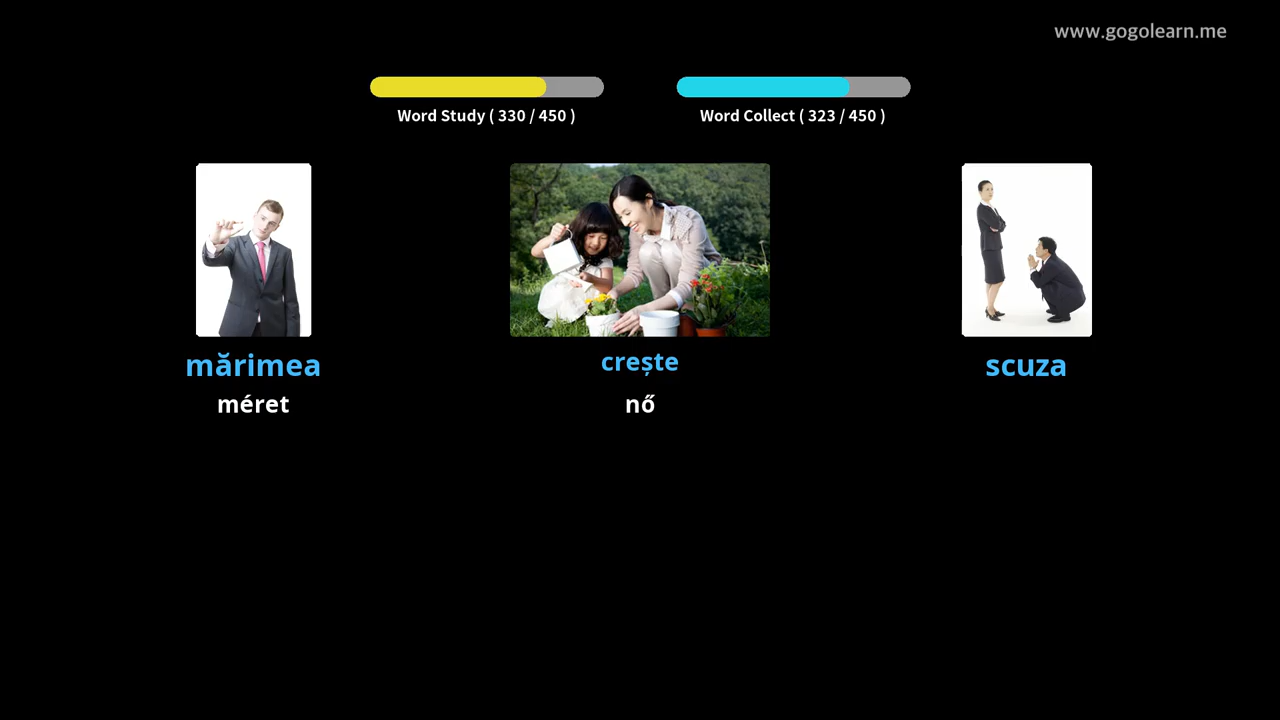 www.gogolearn.me
Word Study ( 330 / 450 )
Word Collect ( 323 / 450 )
mărimea
méret
crește
nő
scuza